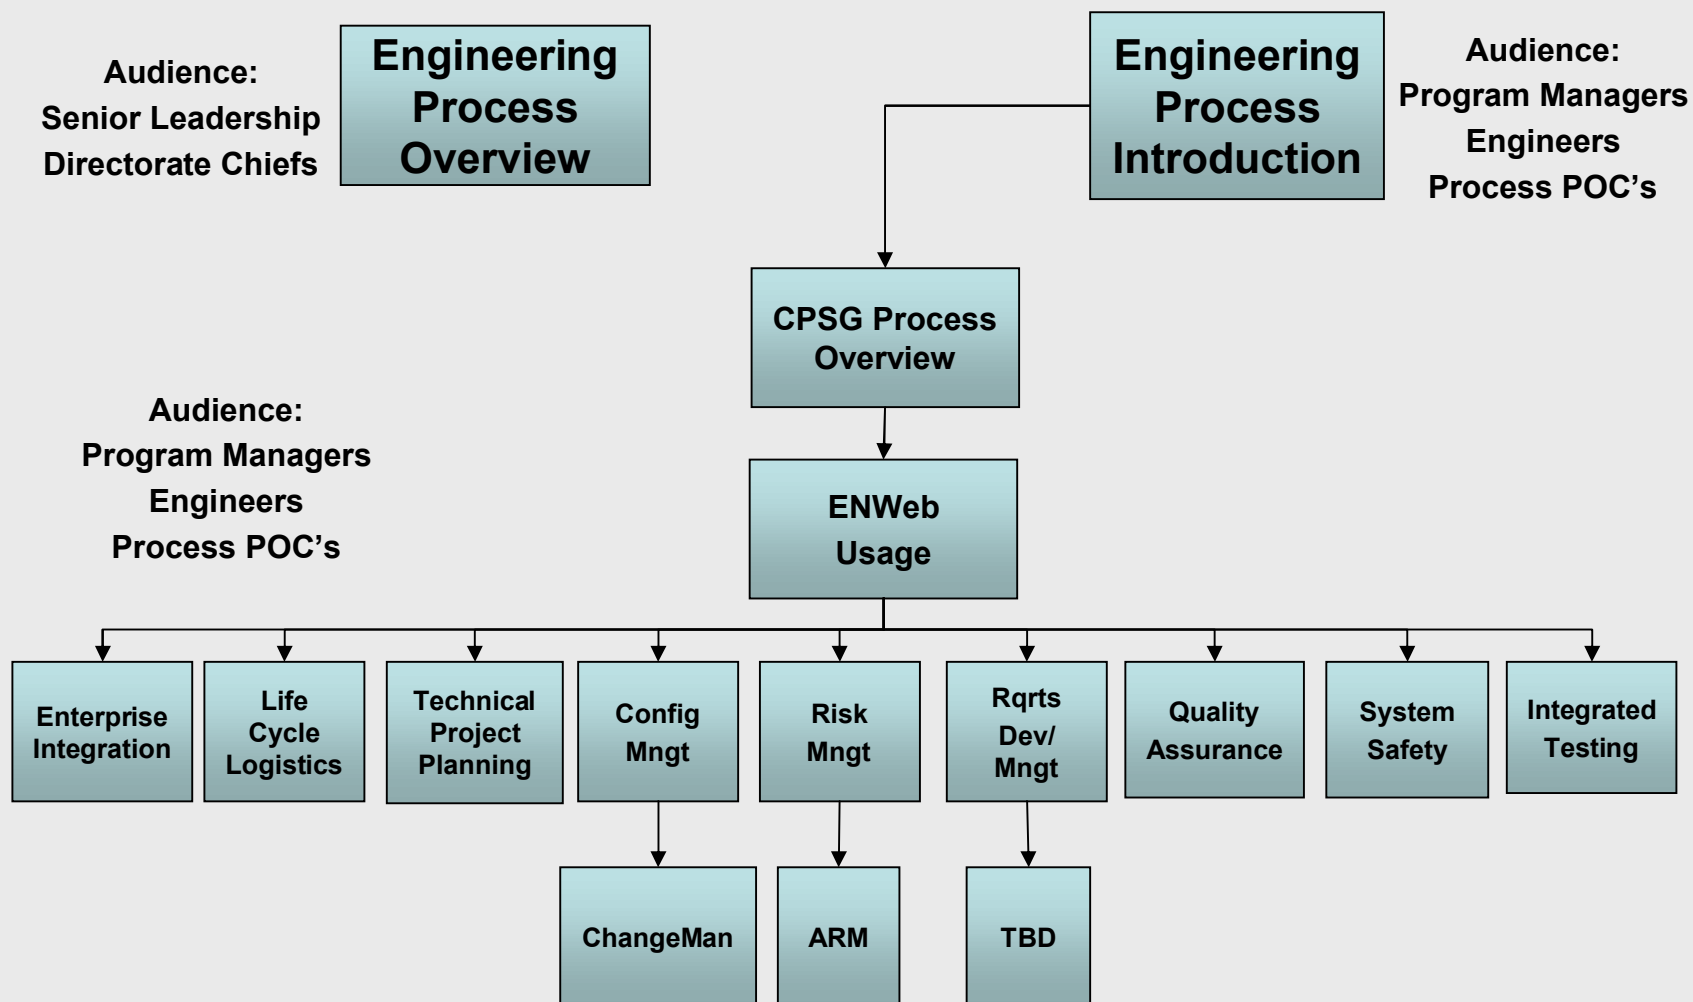 Audience:
Senior Leadership
Directorate Chiefs
Engineering
Process
Overview
Engineering
Process
Introduction
Audience:
Program Managers
Engineers
Process POC’s
CPSG Process
Overview
Audience:
Program Managers
Engineers
Process POC’s
ENWeb
Usage
Enterprise
Integration
Life
Cycle
Logistics
Technical
Project
Planning
Config
Mngt
Risk
Mngt
Rqrts
Dev/
Mngt
Quality
Assurance
System
Safety
Integrated
Testing
ChangeMan
ARM
TBD